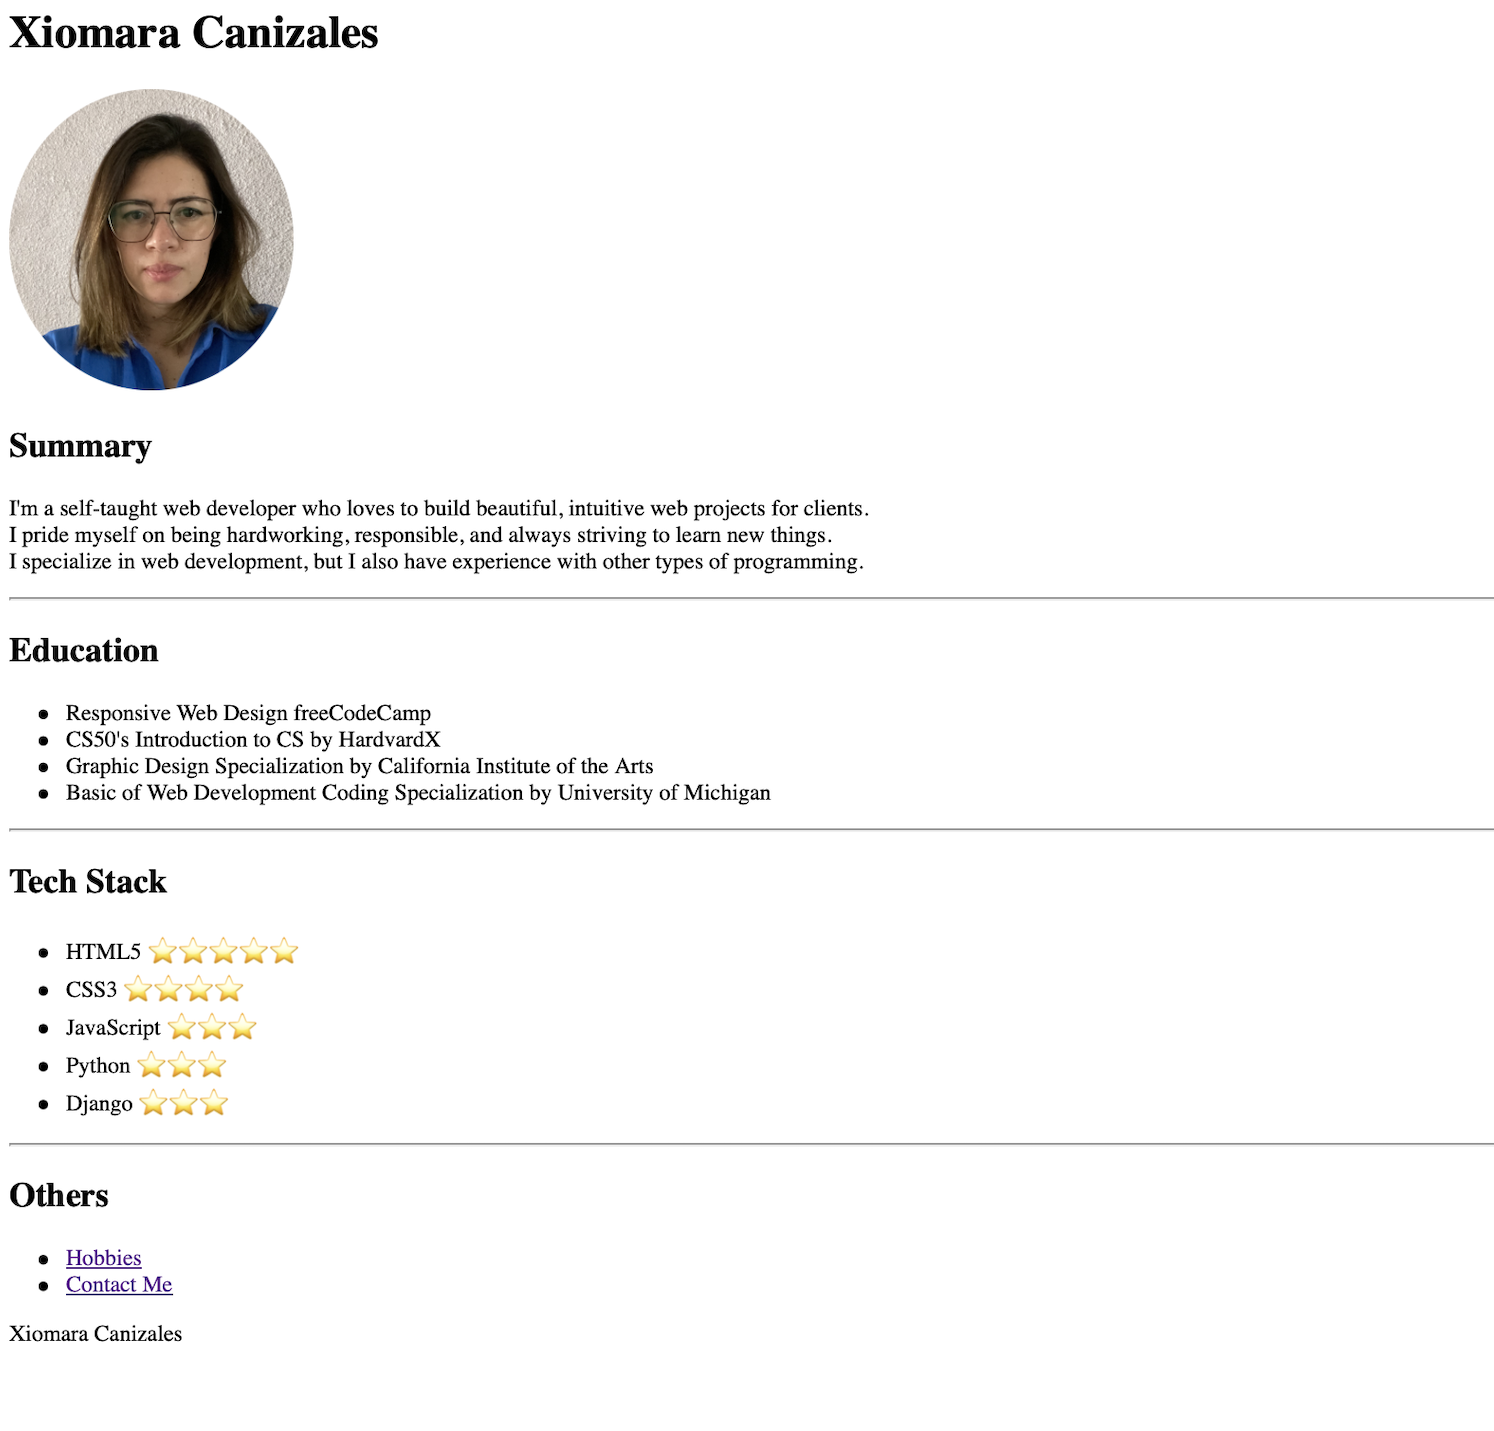 Xiomara Canizales
Summary
I'm a self-taught web developer who loves to build beautiful, intuitive web projects for clients.
I pride myself on being hardworking, responsible, and always striving to learn new things.
I specialize in web development, but I also have experience with other types of programming.
Education
Responsive Web Design freeCodeCamp
CS50's Introduction to CS by HardvardX
Graphic Design Specialization by California Institute of the Arts
Basic of Web Development Coding Specialization by University of Michigan
Tech Stack
HTML5 ⭐⭐⭐⭐⭐
CSS3 ⭐⭐⭐⭐
JavaScript ⭐⭐⭐
Python ⭐⭐⭐
Django ⭐⭐⭐
Others
Hobbies
Contact Me
Xiomara Canizales